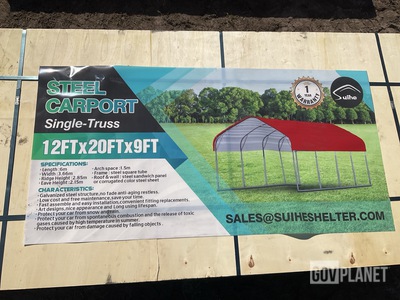 STEEL
CARPORT
Single-Truss
12FTx20FTx9FT
SPECIFICATIONS:
Length :6m
Width: 3.66m
Ridge Height: 2.85m
Eave Height: 2.15m
Arch space :1.5m
Frame : steel square tube
Roof & wall : steel sandwich panel
or corrugated color steel sheet
CHARACTERISTICS:
Galvanized steel structure,no fade anti-aging restless.
Low cost and free maintenance,save your time.
Fast assemble and easy installation,convenient fitting replacements.
Art designs, nice appearance and Long using lifespan.
Protect your car from snow and rain.
Protect your car from spontaneous combustion and the release of toxic
gases caused by high temperature in summer.
Protect your car from damage caused by falling objects .
1
YEAR
WARRANTY
Suihe
SALES@SUIHESHELTER.COM
GOVPLANET